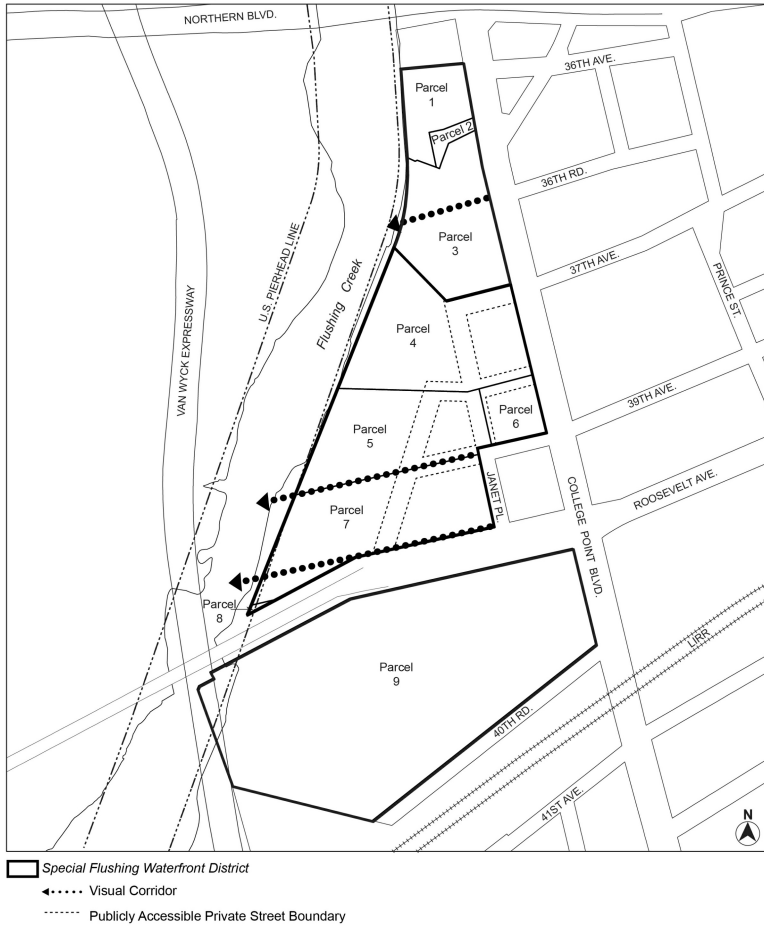 NORTHERN BLVD.
36TH AVE.
Parcel
1
Parcel 2
36TH RD.
U.S. PIERHEAD LINE
Flushing Creek
Parcel
3
37TH AVE.
PRINCE ST.
VAN WYCK EXPRESSWAY
Parcel
4
39TH AVE.
Parcel
5
Parcel
6
JANET PL.
COLLEGE POINT BLVD.
ROOSEVELT AVE.
Parcel
7
Parcel
8
LIRR
Parcel
9
40TH RD.
41ST AVE.
N
Special Flushing Waterfront District
Visual Corridor
Publicly Accessible Private Street Boundary